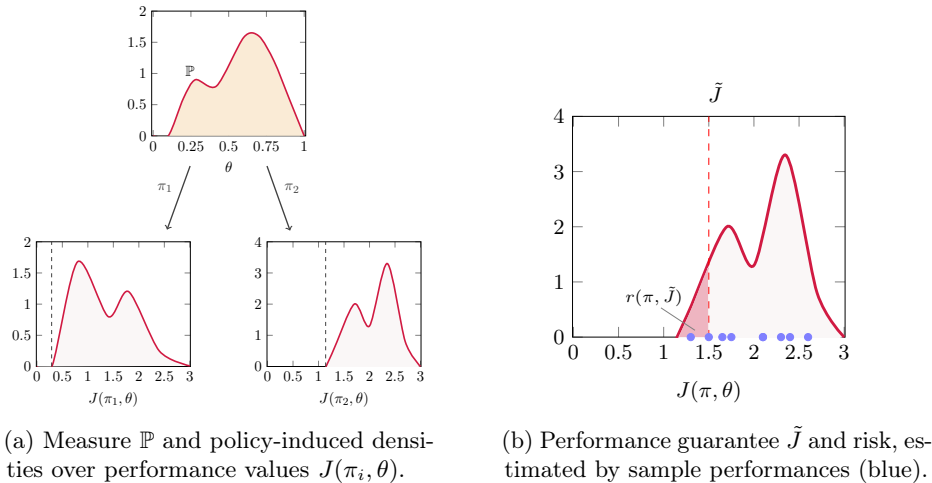 2
1.5
1
0.5
0
ℙ
0 0.25 0.5 0.75 1
θ
π₁ π₂
2
1.5
1
0.5
0
0 0.5 1 1.5 2 2.5 3
J(π₁, θ)
4
3
2
1
0
0 0.5 1 1.5 2 2.5 3
J(π₂, θ)
(a) Measure ℙ and policy-induced densi-
ties over performance values J(πᵢ, θ).
J̃
4
3
2
1
0
r(π, J̃)
0 0.5 1 1.5 2 2.5 3
J(π, θ)
(b) Performance guarantee J̃ and risk, es-
timated by sample performances (blue).